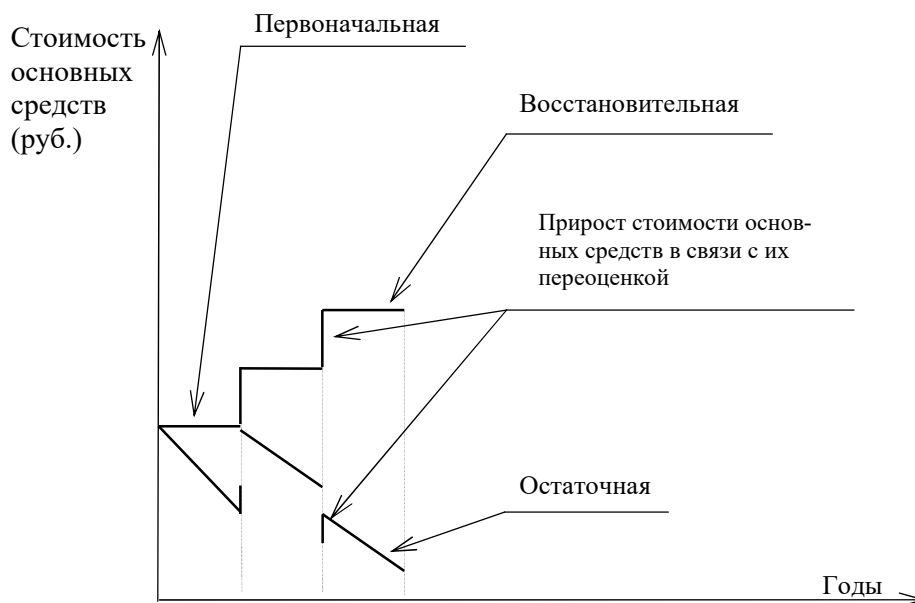 Первоначальная
Стоимость
основных
средств
(руб.)
Восстановительная
Прирост стоимости основ-
ных средств в связи с их
переоценкой
Остаточная
Годы